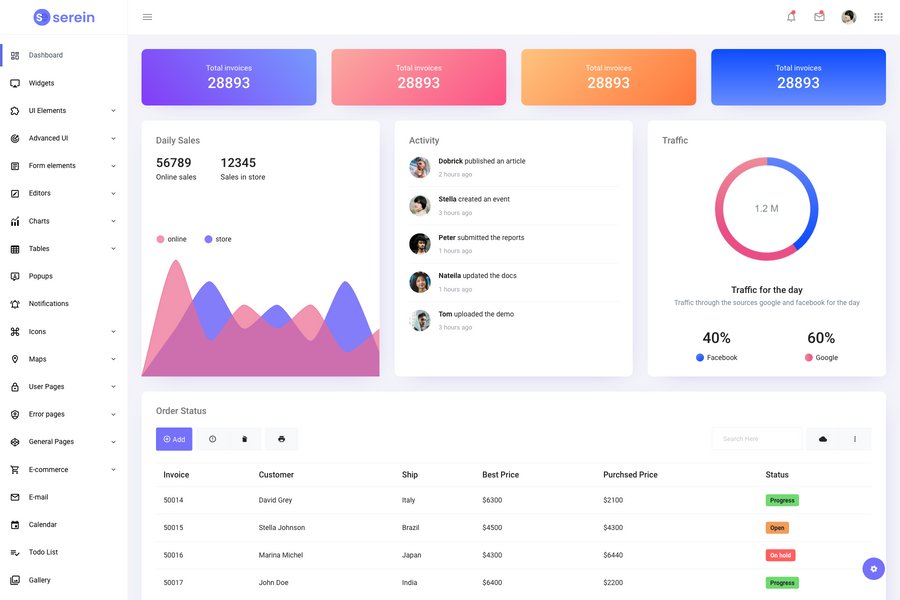 serein
Dashboard
Widgets
UI Elements
Advanced UI
Form elements
Editors
Charts
Tables
Popups
Notifications
Icons
Maps
User Pages
Error pages
General Pages
E-commerce
E-mail
Calendar
Todo List
Gallery
Total invoices
28893
Total invoices
28893
Total invoices
28893
Total invoices
28893
Daily Sales
56789 12345
Online sales Sales in store
online store
Activity
Dobrick published an article
2 hours ago
Stella created an event
3 hours ago
Peter submitted the reports
1 hours ago
Nateila updated the docs
1 hours ago
Tom uploaded the demo
3 hours ago
Traffic
1.2 M
Traffic for the day
Traffic through the sources google and facebook for the day
40% 60%
Facebook Google
Order Status
Add Search Here
Invoice Customer Ship Best Price Purchsed Price Status
50014 David Grey Italy $6300 $2100 Progress
50015 Stella Johnson Brazil $4500 $4300 Open
50016 Marina Michel Japan $4300 $6440 On hold
50017 John Doe India $6400 $2200 Progress